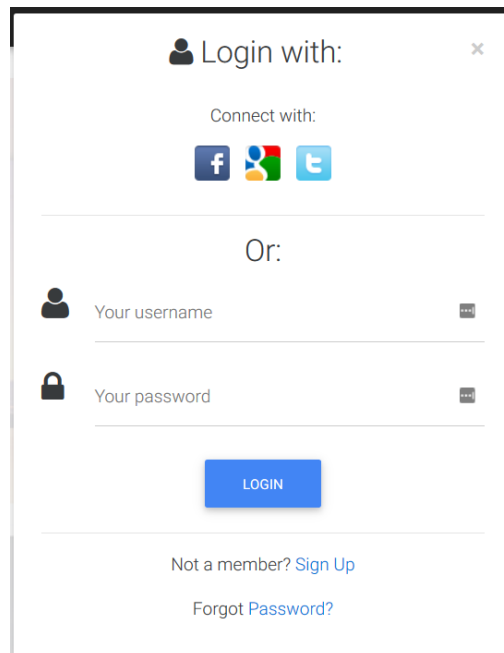 Login with:
×
Connect with:
Or:
Your username
Your password
LOGIN
Not a member? Sign Up
Forgot Password?